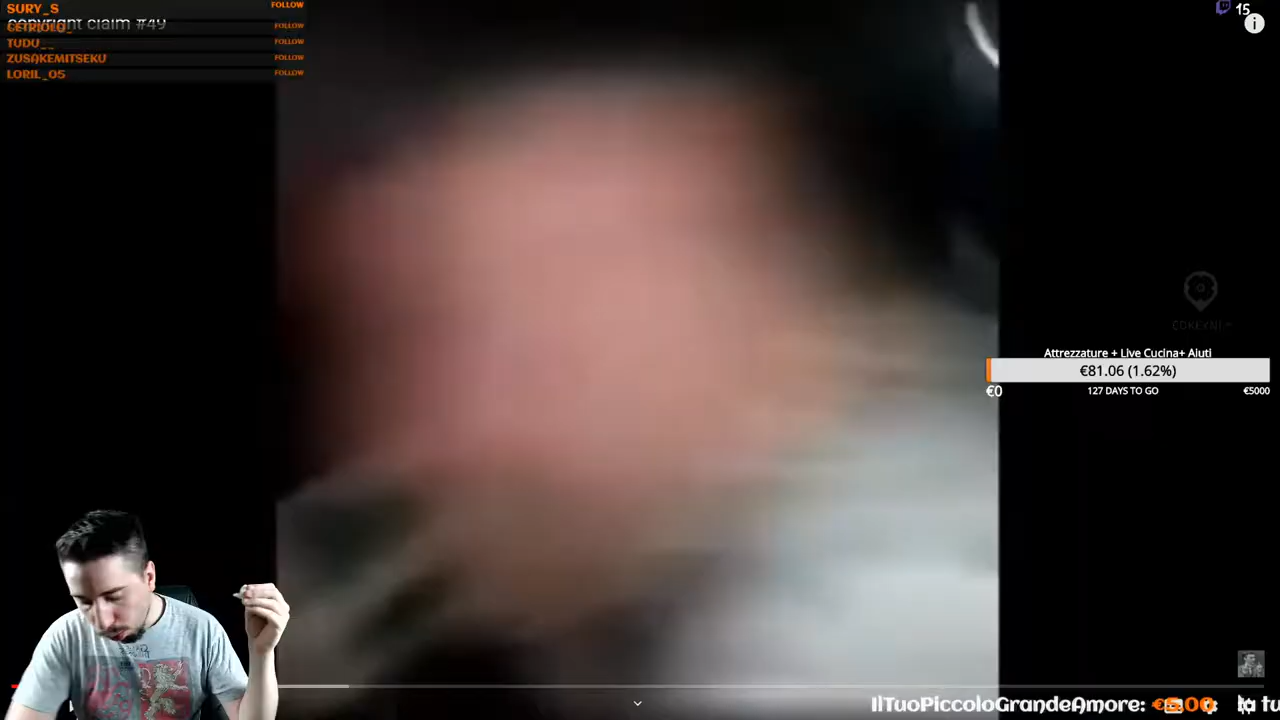 SURY_S FOLLOW
copyright claim #49
FOLLOW
TUDU__ FOLLOW
ZUSAKEMITSEKU FOLLOW
LORIL_05 FOLLOW
15
Attrezzature + Live Cucina+ Aiuti
€81.06 (1.62%)
€0 127 DAYS TO GO €5000
IlTuoPiccoloGrandeAmore: